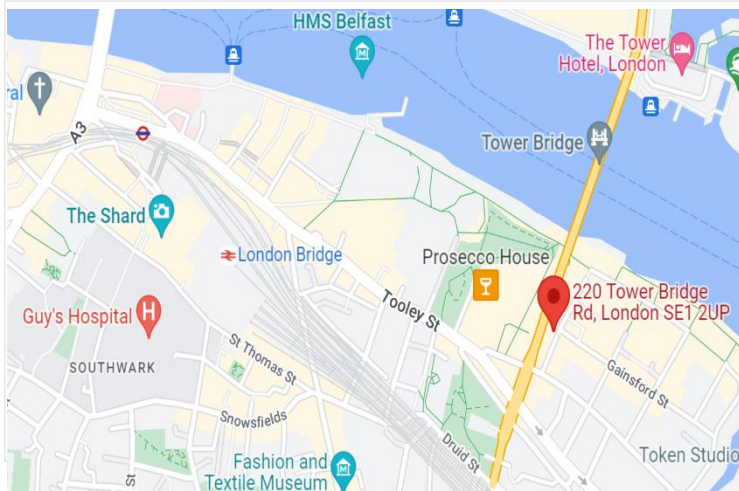 HMS Belfast
The Tower
Hotel, London
ral
A3
Tower Bridge
The Shard
London Bridge
Prosecco House
220 Tower Bridge
Rd, London SE1 2UP
Guy's Hospital
H
Tooley St
SOUTHWARK
St Thomas St
Gainsford St
Snowsfields
Druid St
Token Studio
St
Fashion and
Textile Museum